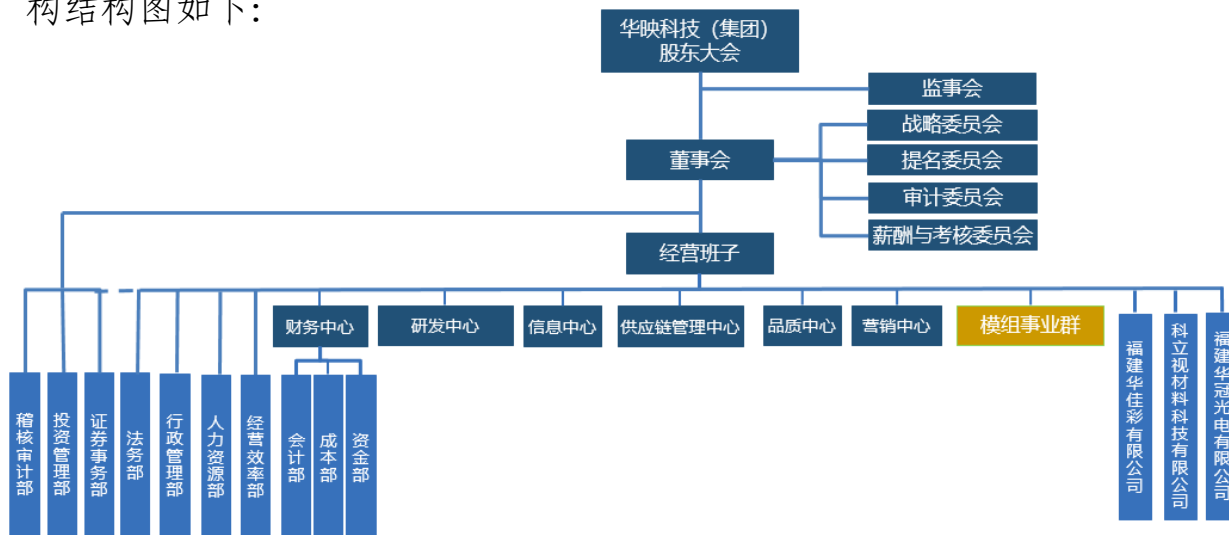 构结构图如下：
华映科技（集团）
股东大会
监事会
战略委员会
董事会
提名委员会
审计委员会
薪酬与考核委员会
经营班子
财务中心
研发中心
信息中心
供应链管理中心
品质中心
营销中心
模组事业群
稽核审计部
投资管理部
证券事务部
法务部
行政管理部
人力资源部
经营效率部
会计部
成本部
资金部
福建华佳彩有限公司
科立视材料科技有限公司
福建华冠光电有限公司